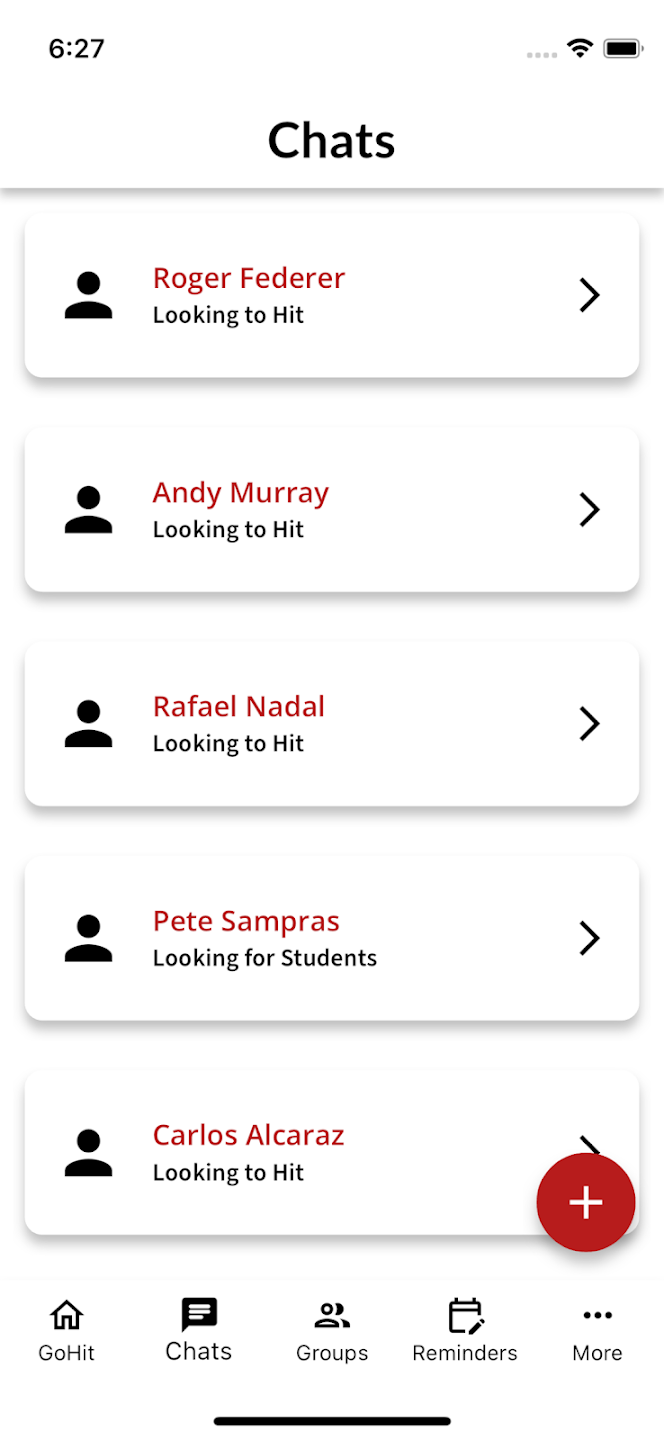 6:27
Chats
Roger Federer
Looking to Hit
Andy Murray
Looking to Hit
Rafael Nadal
Looking to Hit
Pete Sampras
Looking for Students
Carlos Alcaraz
Looking to Hit
GoHit
Chats
Groups
Reminders
More